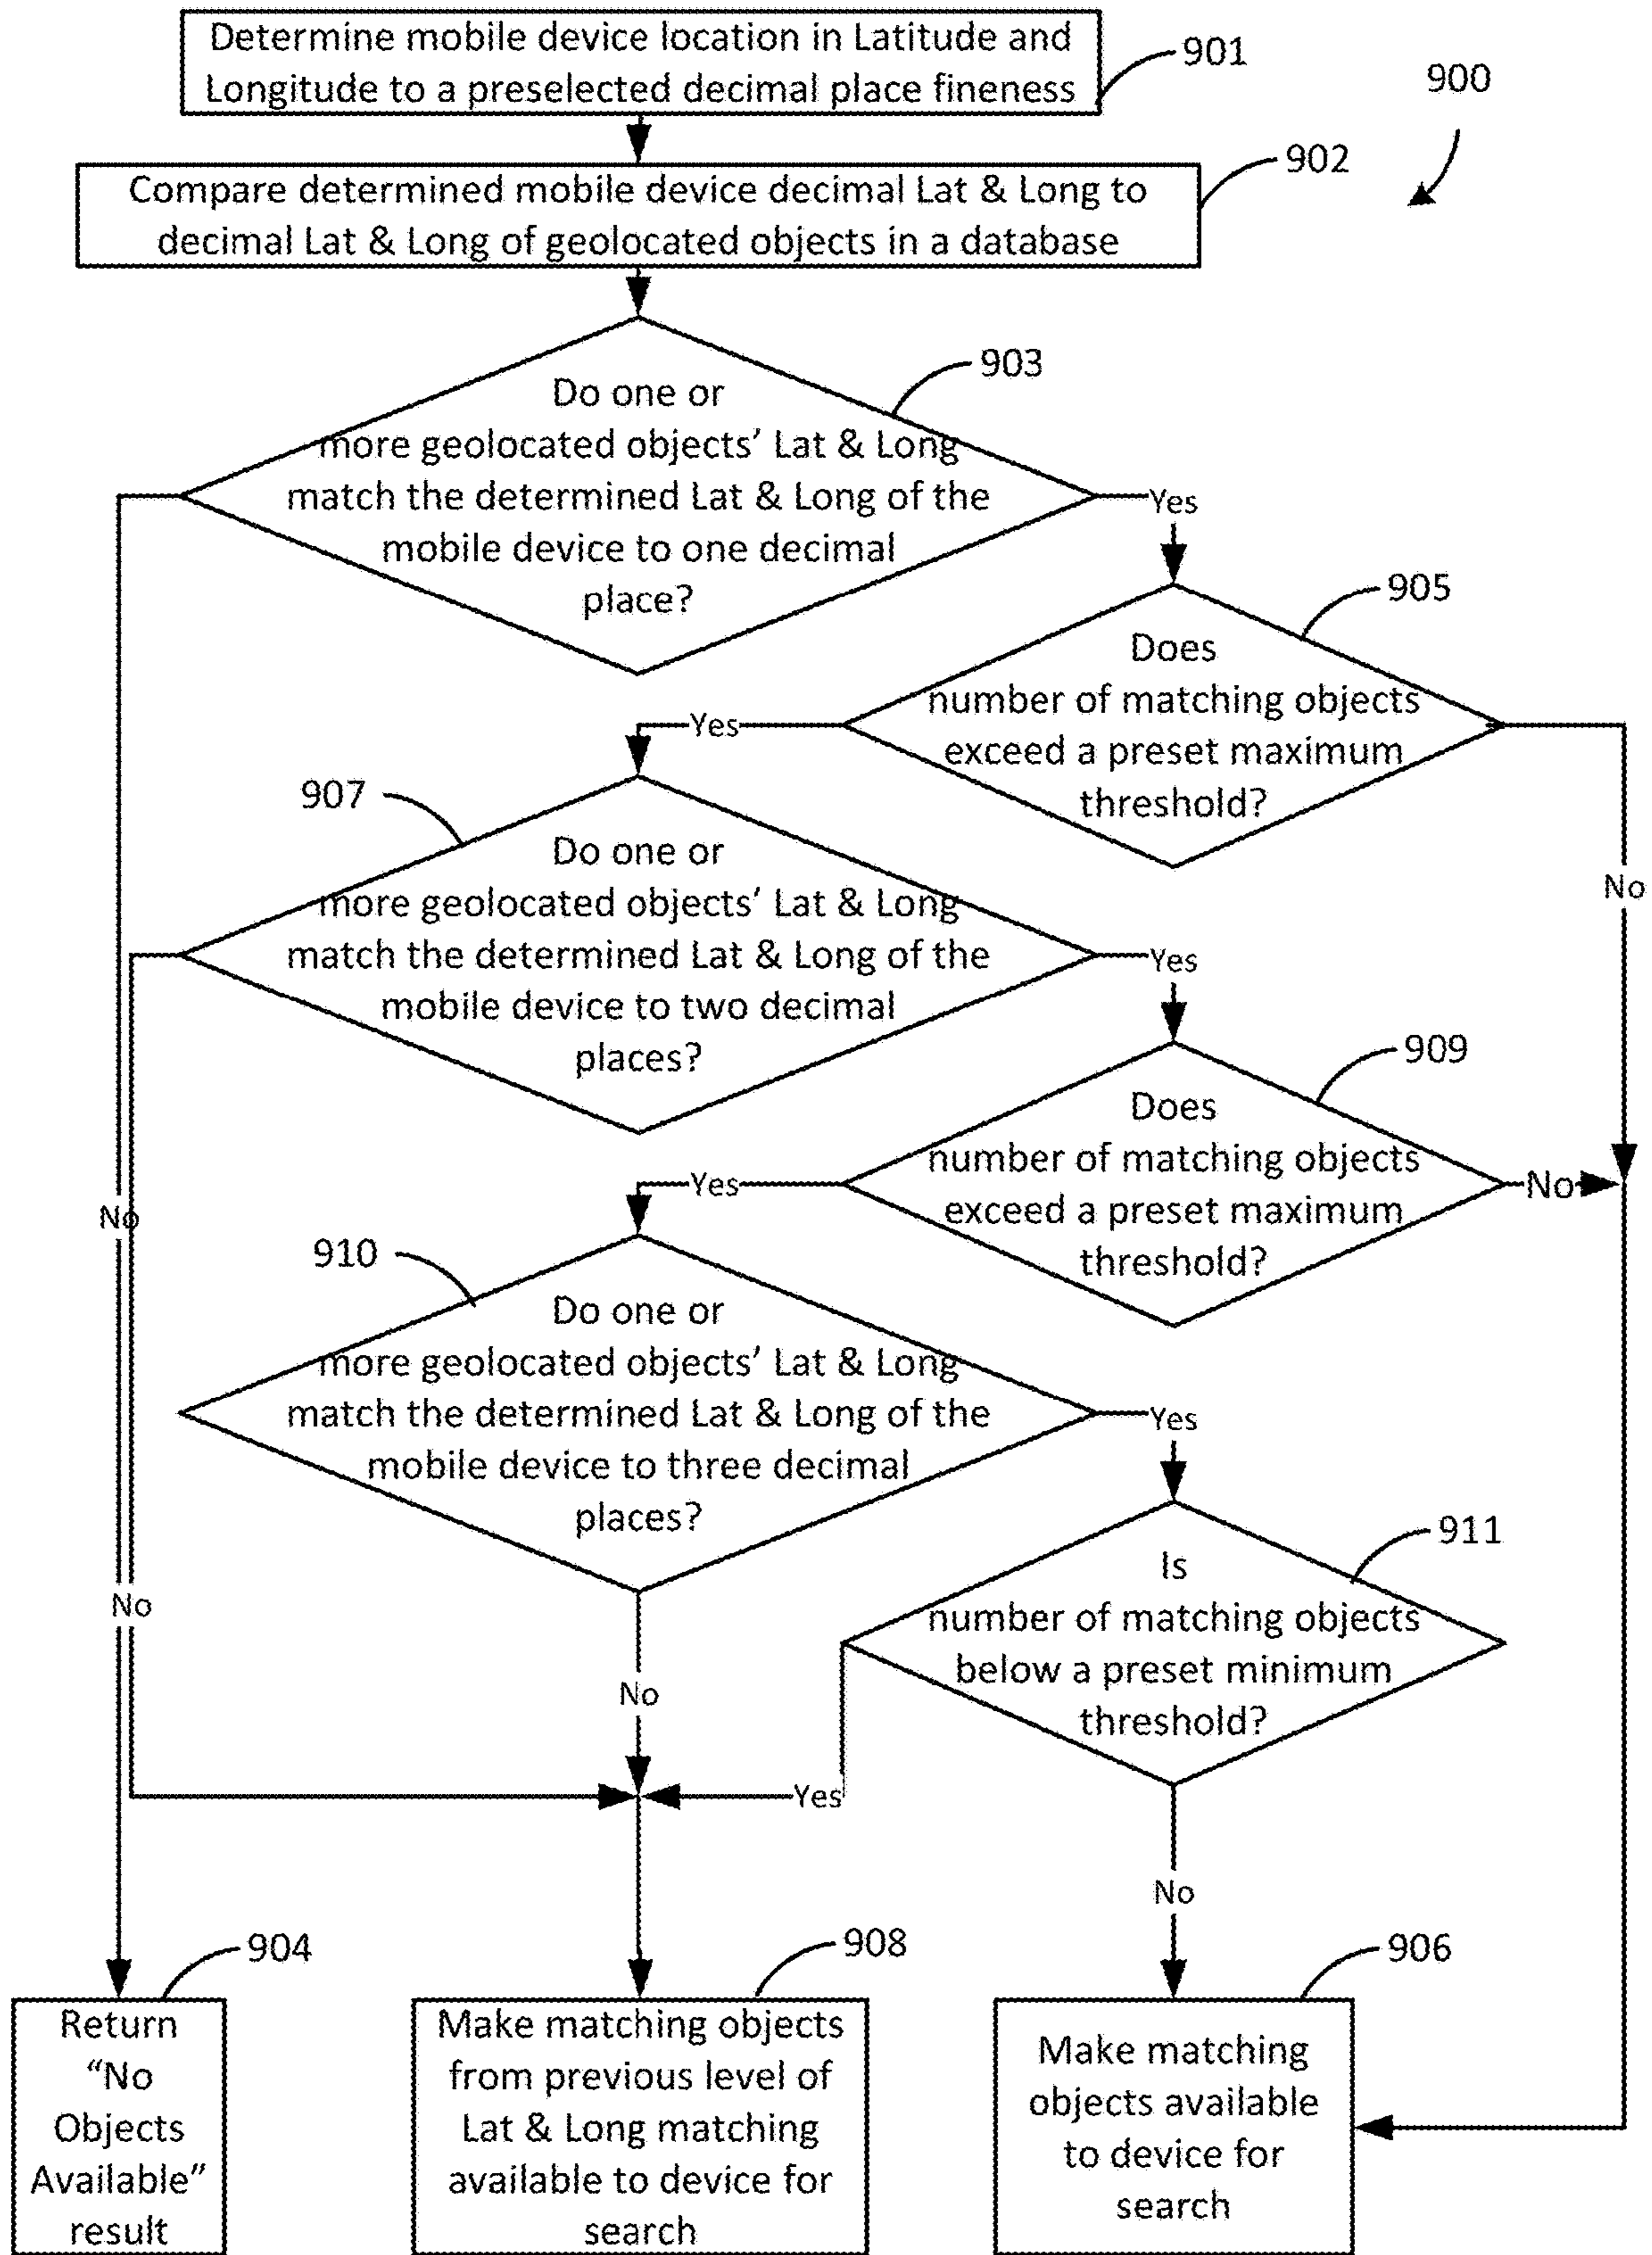 Determine mobile device location in Latitude and
Longitude to a preselected decimal place fineness
901
900
Compare determined mobile device decimal Lat & Long to
decimal Lat & Long of geolocated objects in a database
902
Do one or
more geolocated objects' Lat & Long
match the determined Lat & Long of the
mobile device to one decimal
place?
903
Yes
Does
number of matching objects
exceed a preset maximum
threshold?
905
Yes
No
907
Do one or
more geolocated objects' Lat & Long
match the determined Lat & Long of the
mobile device to two decimal
places?
Yes
Does
number of matching objects
exceed a preset maximum
threshold?
909
Yes
No
No
910
Do one or
more geolocated objects' Lat & Long
match the determined Lat & Long of the
mobile device to three decimal
places?
Yes
Is
number of matching objects
below a preset minimum
threshold?
911
No
No
Yes
No
904
Return
“No
Objects
Available”
result
908
Make matching objects
from previous level of
Lat & Long matching
available to device for
search
906
Make matching
objects available
to device for
search